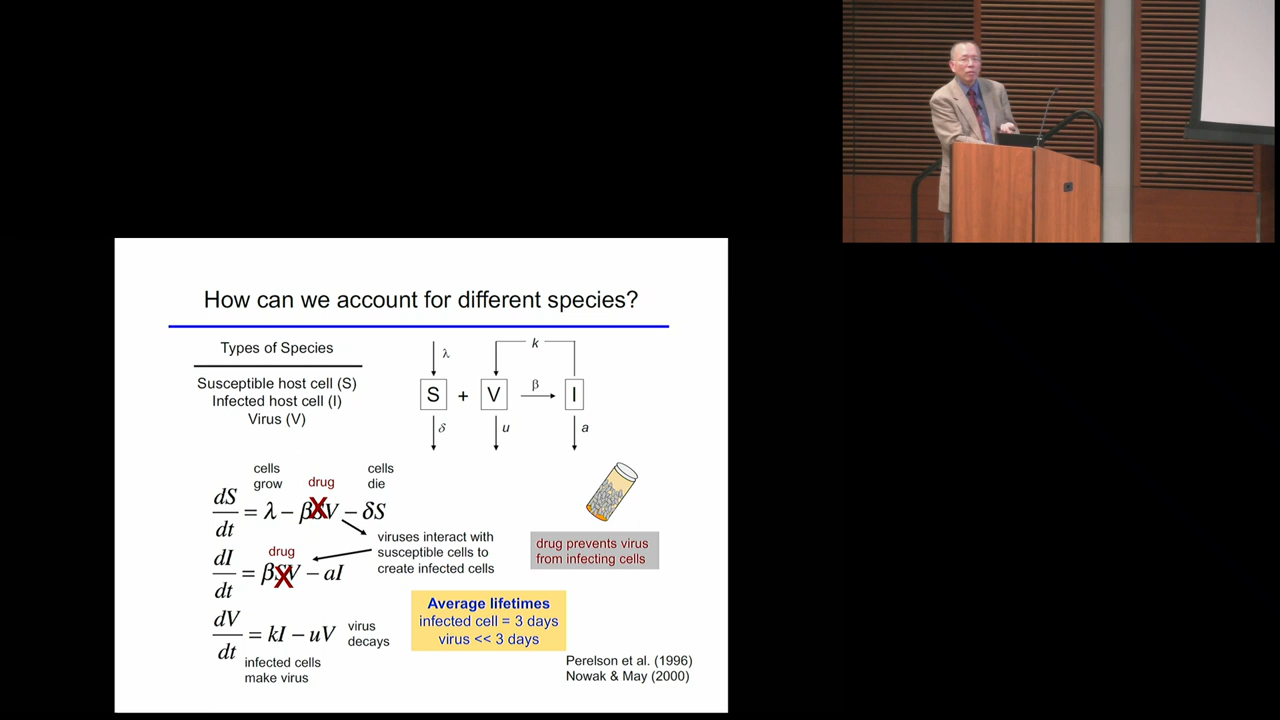 How can we account for different species?
Types of Species
Susceptible host cell (S)
Infected host cell (I)
Virus (V)
λ
k
S + V β I
δ
u
a
cells grow
drug
cells die
dS/dt = λ − βSV − δS
X
viruses interact with
susceptible cells to
create infected cells
drug
dI/dt = βSV − aI
X
dV/dt = kI − uV
virus
decays
infected cells
make virus
drug prevents virus
from infecting cells
Average lifetimes
infected cell = 3 days
virus << 3 days
Perelson et al. (1996)
Nowak & May (2000)